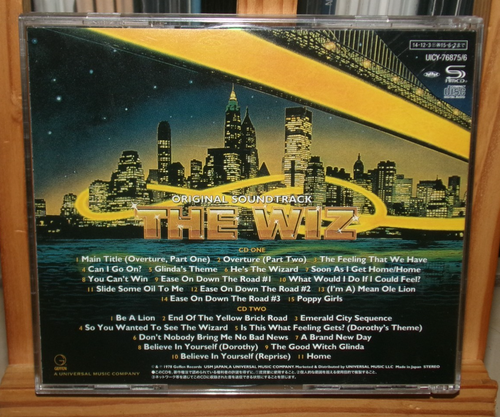 UICY-76875/6
ORIGINAL SOUNDTRACK
THE WIZ
CD ONE
1 Main Title (Overture, Part One) 2 Overture (Part Two) 3 The Feeling That We Have
4 Can I Go On? 5 Glinda's Theme 6 He's The Wizard 7 Soon As I Get Home/Home
8 You Can't Win 9 Ease On Down The Road #1 10 What Would I Do If I Could Feel?
11 Slide Some Oil To Me 12 Ease On Down The Road #2 13 (I'm A) Mean Ole Lion
14 Ease On Down The Road #3 15 Poppy Girls
CD TWO
1 Be A Lion 2 End Of The Yellow Brick Road 3 Emerald City Sequence
4 So You Wanted To See The Wizard 5 Is This What Feeling Gets? (Dorothy's Theme)
6 Don't Nobody Bring Me No Bad News 7 A Brand New Day
8 Believe In Yourself (Dorothy) 9 The Good Witch Glinda
10 Believe In Yourself (Reprise) 11 Home
A UNIVERSAL MUSIC COMPANY